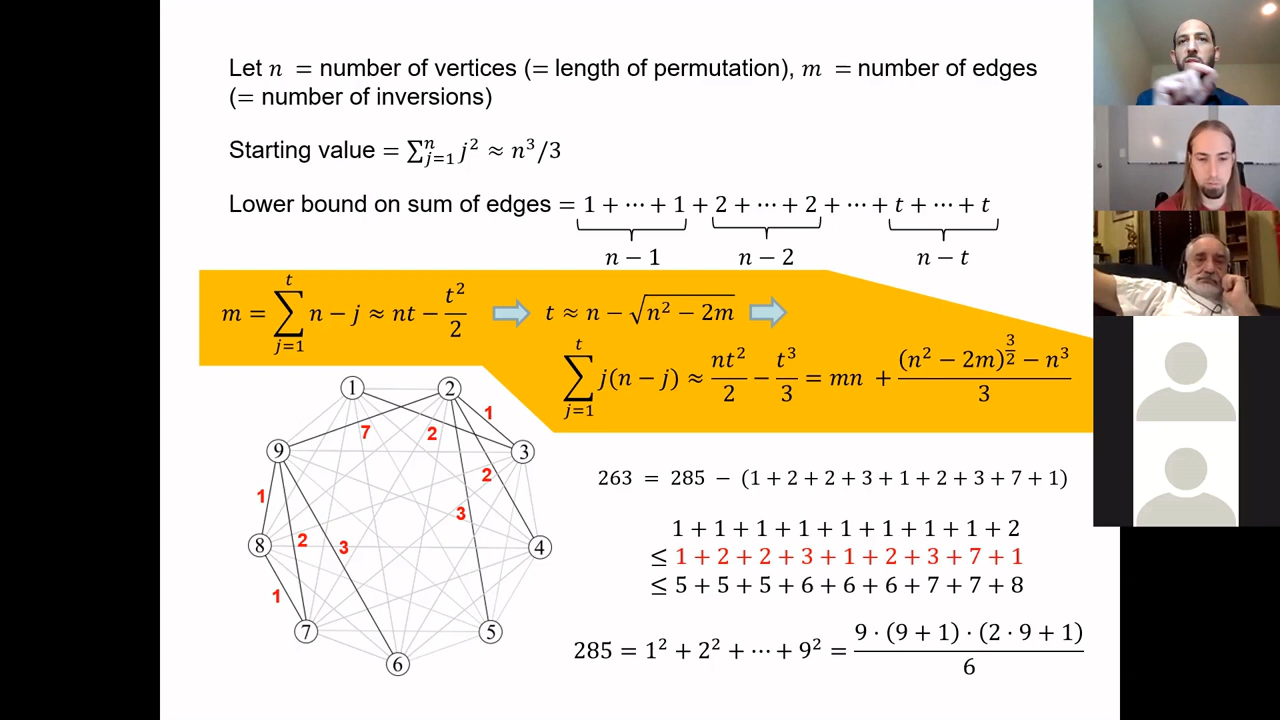 Let n = number of vertices (= length of permutation), m = number of edges
(= number of inversions)
Starting value = ∑ⁿⱼ₌₁ j² ≈ n³/3
Lower bound on sum of edges = 1 + ⋯ + 1 + 2 + ⋯ + 2 + ⋯ + t + ⋯ + t
n − 1 n − 2 n − t
m = ∑ᵗⱼ₌₁ n − j ≈ nt − t²/2
t ≈ n − √(n² − 2m)
∑ᵗⱼ₌₁ j(n − j) ≈ nt²/2 − t³/3 = mn + ((n² − 2m)^(3/2) − n³)/3
1 2
1
7 2
9 3
2
1 3
8 2 3 4
1
7 5
6
263 = 285 − (1 + 2 + 2 + 3 + 1 + 2 + 3 + 7 + 1)
1 + 1 + 1 + 1 + 1 + 1 + 1 + 1 + 2
≤ 1 + 2 + 2 + 3 + 1 + 2 + 3 + 7 + 1
≤ 5 + 5 + 5 + 6 + 6 + 6 + 7 + 7 + 8
285 = 1² + 2² + ⋯ + 9² = 9 · (9 + 1) · (2 · 9 + 1) / 6